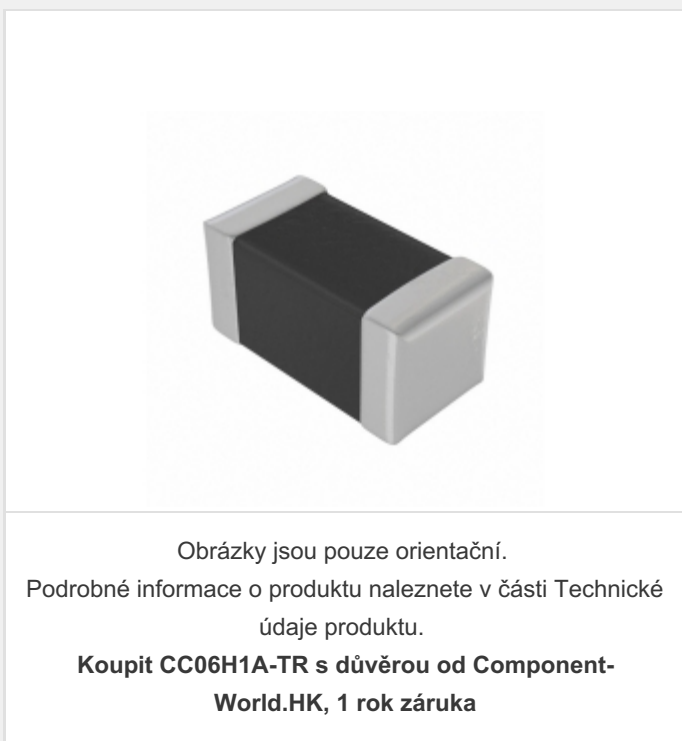 Obrázky jsou pouze orientační.
Podrobné informace o produktu naleznete v části Technické
údaje produktu.
Koupit CC06H1A-TR s důvěrou od Component-
World.HK, 1 rok záruka